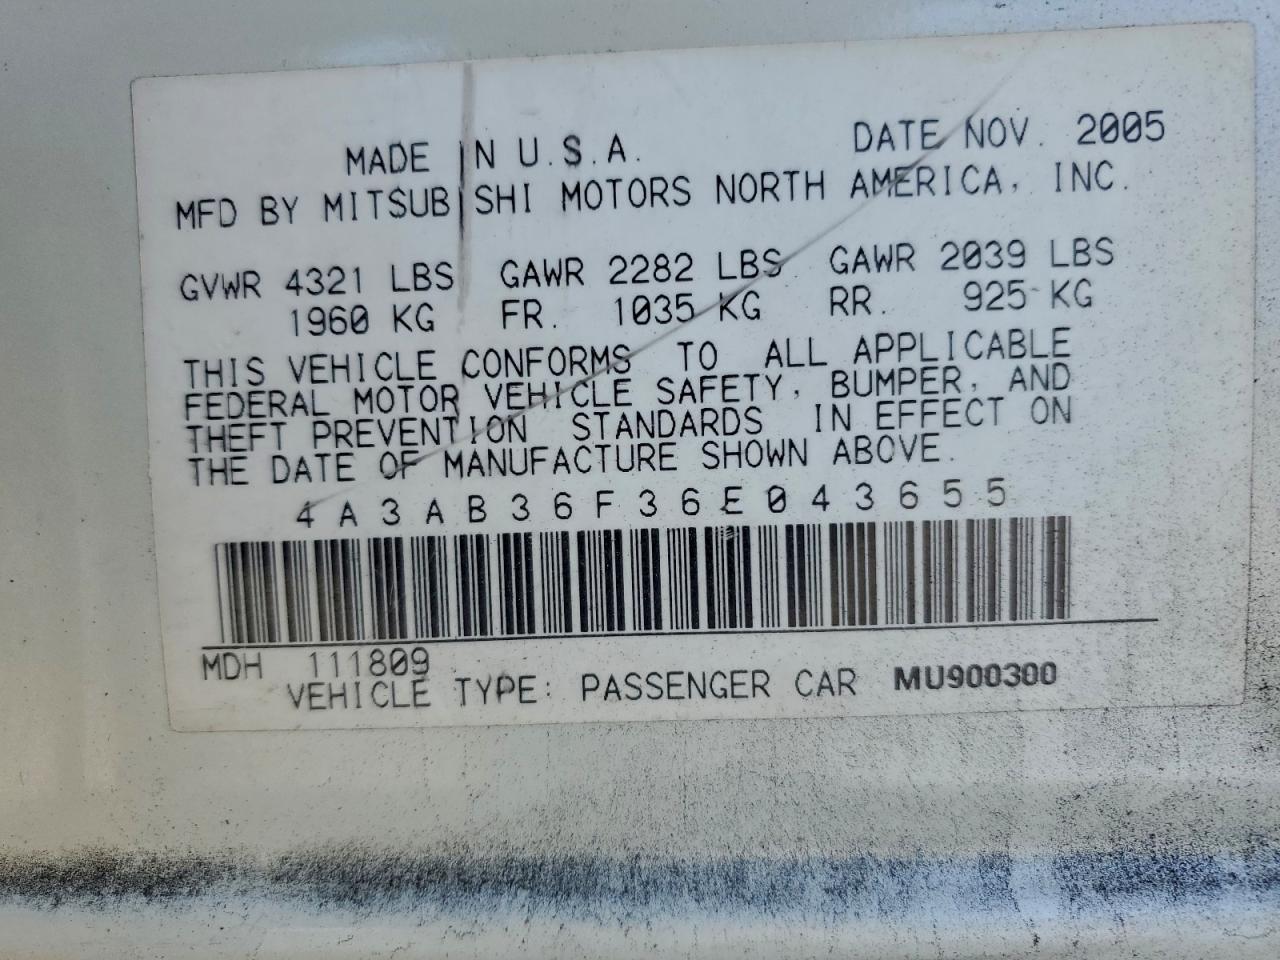 MADE IN U.S.A. DATE NOV. 2005
MFD BY MITSUBISHI MOTORS NORTH AMERICA, INC.
GVWR 4321 LBS GAWR 2282 LBS GAWR 2039 LBS
1960 KG FR. 1035 KG RR. 925 KG
THIS VEHICLE CONFORMS TO ALL APPLICABLE
FEDERAL MOTOR VEHICLE SAFETY, BUMPER, AND
THEFT PREVENTION STANDARDS IN EFFECT ON
THE DATE OF MANUFACTURE SHOWN ABOVE.
4A3AB36F36E043655
MDH 111809
VEHICLE TYPE: PASSENGER CAR MU900300